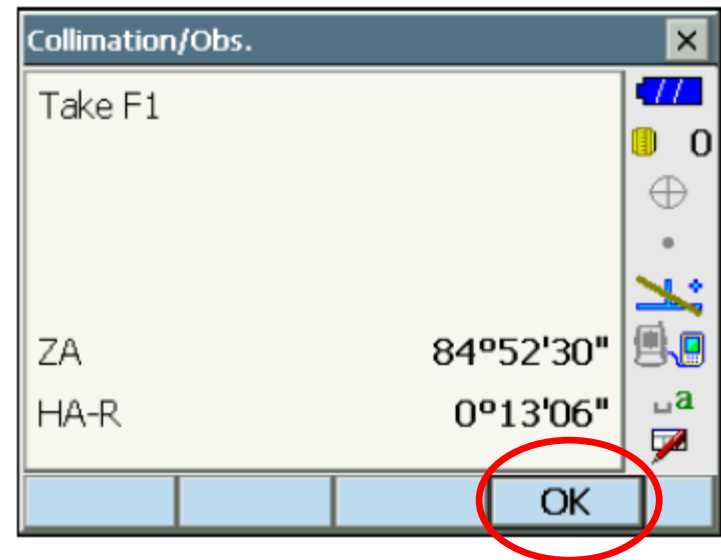 Collimation/Obs.
Take F1
0
ZA 84°52'30"
HA-R 0°13'06"
a
OK